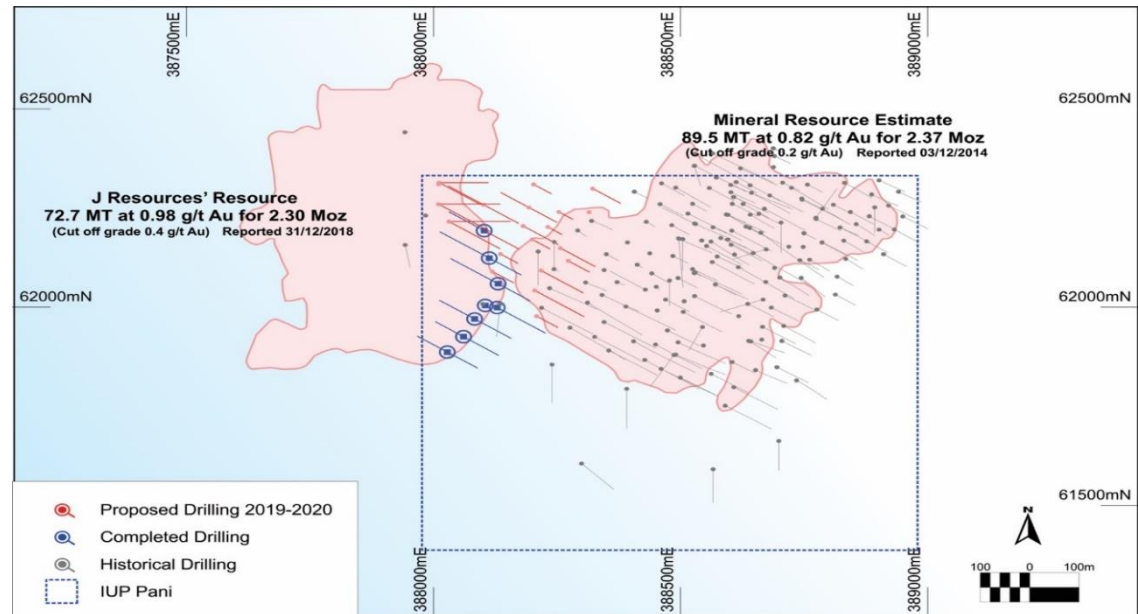 387500mE
388000mE
388500mE
389000mE
62500mN
62500mN
Mineral Resource Estimate
89.5 MT at 0.82 g/t Au for 2.37 Moz
(Cut off grade 0.2 g/t Au) Reported 03/12/2014
J Resources' Resource
72.7 MT at 0.98 g/t Au for 2.30 Moz
(Cut off grade 0.4 g/t Au) Reported 31/12/2018
62000mN
62000mN
61500mN
Proposed Drilling 2019-2020
Completed Drilling
Historical Drilling
IUP Pani
388000mE
388500mE
389000mE
N
100 0 100m